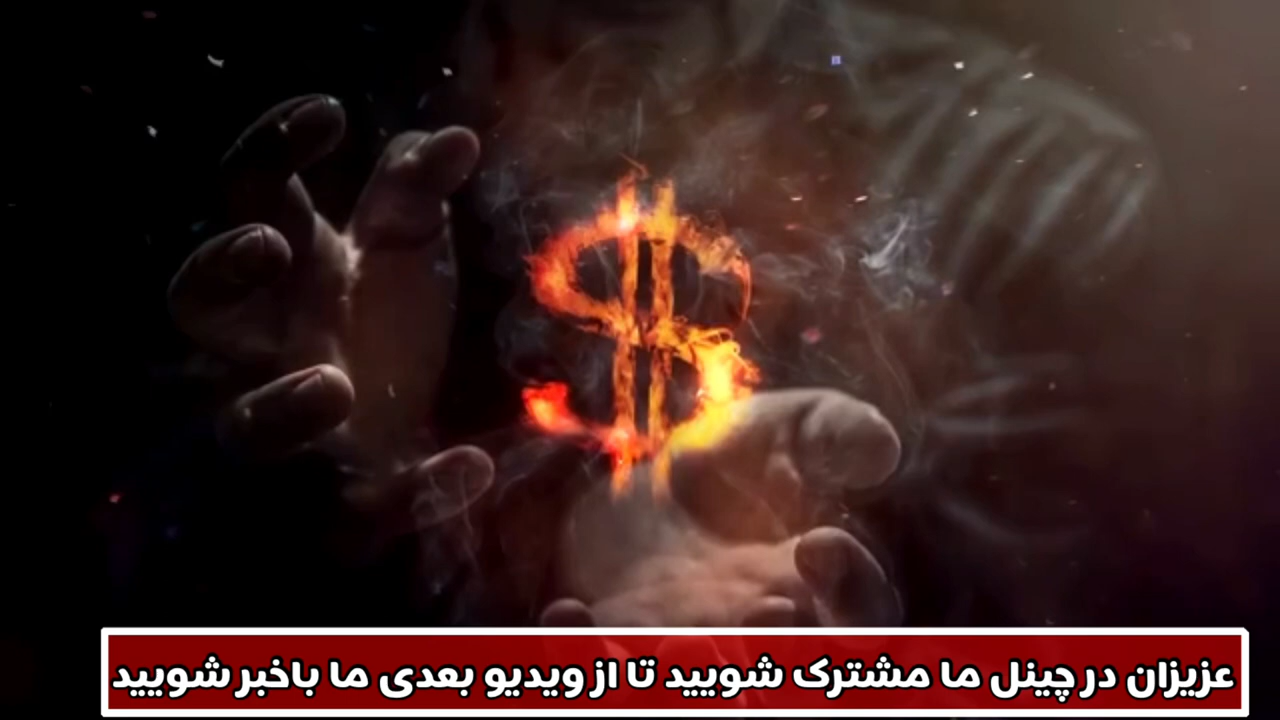 عزیزان در چینل ما مشترک شویید تا از ویدیو بعدی ما باخبر شویید